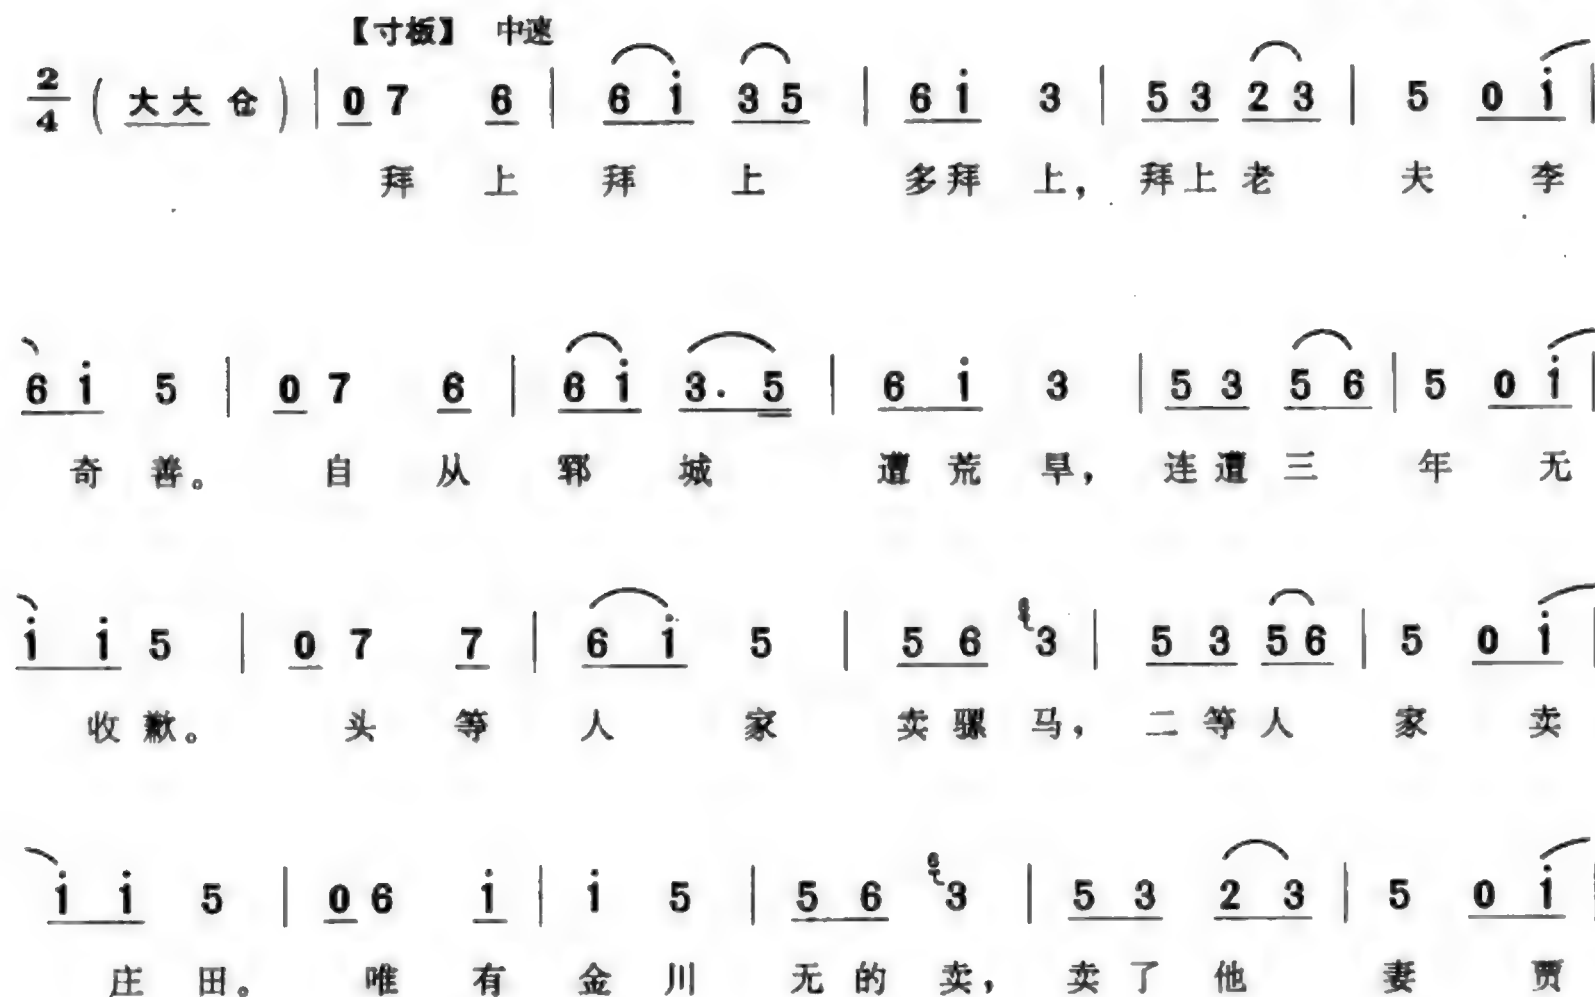 【寸板】 中速
2/4 ( 大大 仓 ) | 0 7 6 | 6 i̇ 3 5 | 6 i̇ 3 | 5 3 2 3 | 5 0 i̇ |
拜 上 拜 上 多拜 上, 拜上老 夫 李
6 i̇ 5 | 0 7 6 | 6 i̇ 3. 5 | 6 i̇ 3 | 5 3 5 6 | 5 0 i̇ |
奇 善。 自 从 郓 城 遭 荒 旱, 连 遭 三 年 无
i̇ i̇ 5 | 0 7 7 | 6 i̇ 5 | 5 6 3 | 5 3 5 6 | 5 0 i̇ |
收 歉。 头 等 人 家 卖 骡 马, 二 等 人 家 卖
i̇ i̇ 5 | 0 6 i̇ | i̇ 5 | 5 6 6 3 | 5 3 2 3 | 5 0 i̇ |
庄 田。 唯 有 金 川 无 的 卖, 卖 了 他 妻 贾